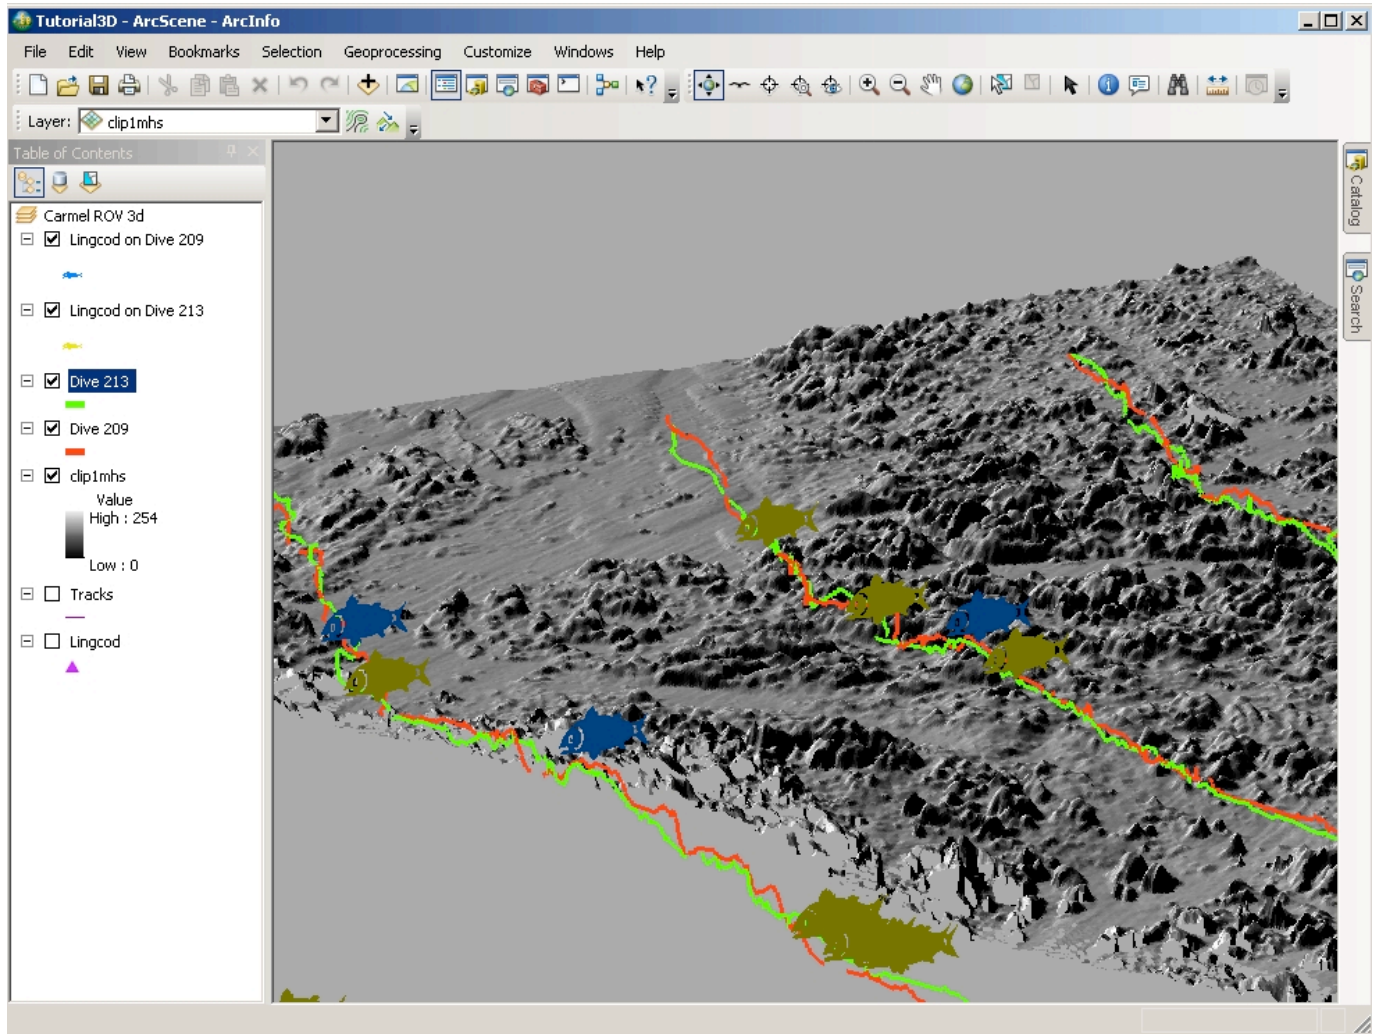 Tutorial3D - ArcScene - ArcInfo
File Edit View Bookmarks Selection Geoprocessing Customize Windows Help
Layer: clip1mhs
Table of Contents
Carmel ROV 3d
Lingcod on Dive 209
Lingcod on Dive 213
Dive 213
Dive 209
clip1mhs
Value
High : 254
Low : 0
Tracks
Lingcod
Catalog
Search